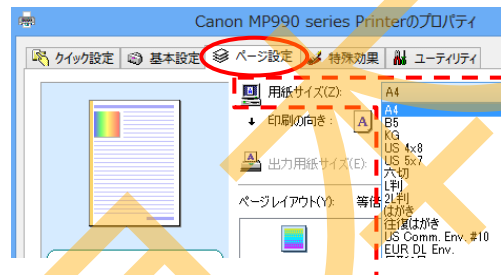 Canon MP990 series Printerのプロパティ
クイック設定 基本設定 ページ設定 特殊効果 ユーティリティ
用紙サイズ(Z): A4
印刷の向き: A
出力用紙サイズ(E):
ページレイアウト(Y): 等倍
A4
B5
KG
US 4x8
US 5x7
六切
L判
2L判
はがき
往復はがき
US Comm. Env. #10
EUR DL Env.